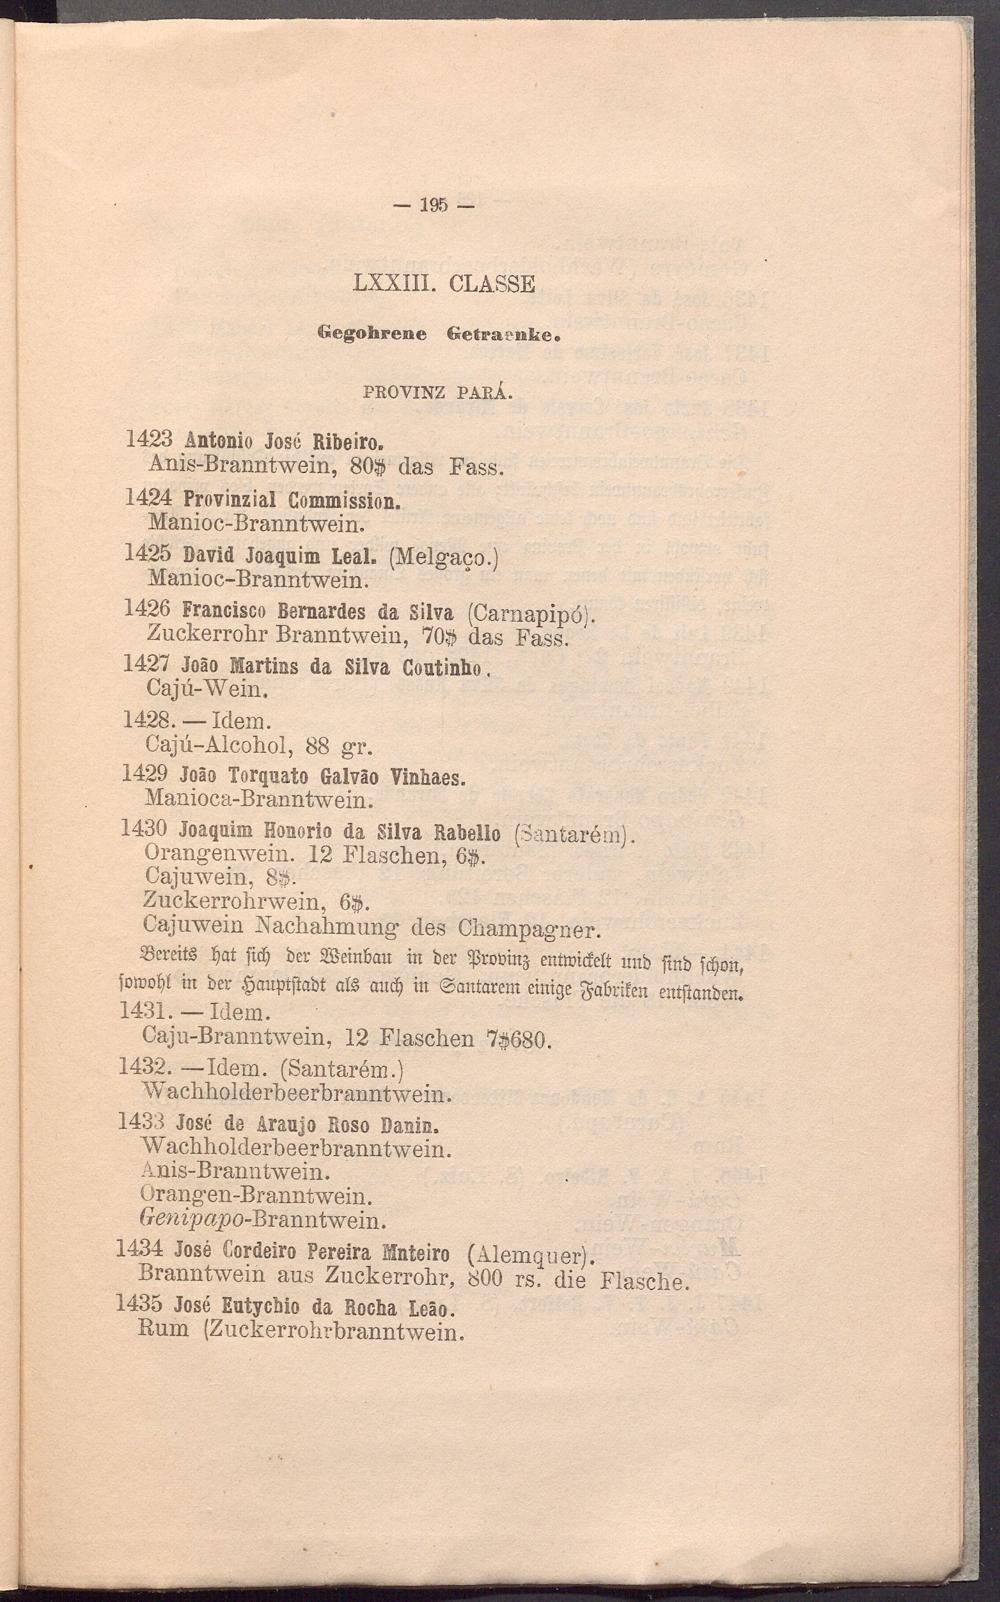 — 195 —
LXXIII. CLASSE
Gegohrene Getraenke.
PROVINZ PARÁ.
1423 Antonio José Ribeiro.
Anis-Branntwein, 80$ das Fass.
1424 Provinzial Commission.
Manioc-Branntwein.
1425 David Joaquim Leal. (Melgaço.)
Manioc-Branntwein.
1426 Francisco Bernardes da Silva (Carnapipó).
Zuckerrohr Branntwein, 70$ das Fass.
1427 João Martins da Silva Coutinho.
Cajú-Wein.
1428. — Idem.
Cajú-Alcohol, 88 gr.
1429 João Torquato Galvão Vinhaes.
Manioca-Branntwein.
1430 Joaquim Honorio da Silva Rabello (Santarém).
Orangenwein. 12 Flaschen, 6$.
Cajuwein, 8$.
Zuckerrohrwein, 6$.
Cajuwein Nachahmung des Champagner.
Bereits hat sich der Weinbau in der Provinz entwickelt und sind schon,
sowohl in der Hauptstadt als auch in Santarem einige Fabriken entstanden.
1431. — Idem.
Caju-Branntwein, 12 Flaschen 7$680.
1432. —Idem. (Santarém.)
Wachholderbeerbranntwein.
1433 José de Araujo Roso Danin.
Wachholderbeerbranntwein.
Anis-Branntwein.
Orangen-Branntwein.
Genipapo-Branntwein.
1434 José Cordeiro Pereira Mnteiro (Alemquer).
Branntwein aus Zuckerrohr, 800 rs. die Flasche.
1435 José Eutychio da Rocha Leão.
Rum (Zuckerrohrbranntwein.